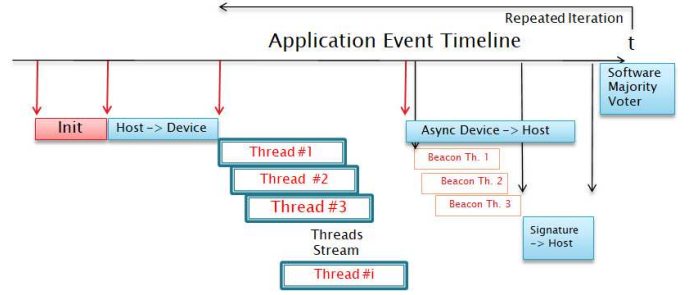 Repeated Iteration
Application Event Timeline
t
Software
Majority
Voter
Init
Host -> Device
Async Device -> Host
Thread #1
Thread #2
Thread #3
Beacon Th. 1
Beacon Th. 2
Beacon Th. 3
Threads
Stream
Signature
-> Host
Thread #i